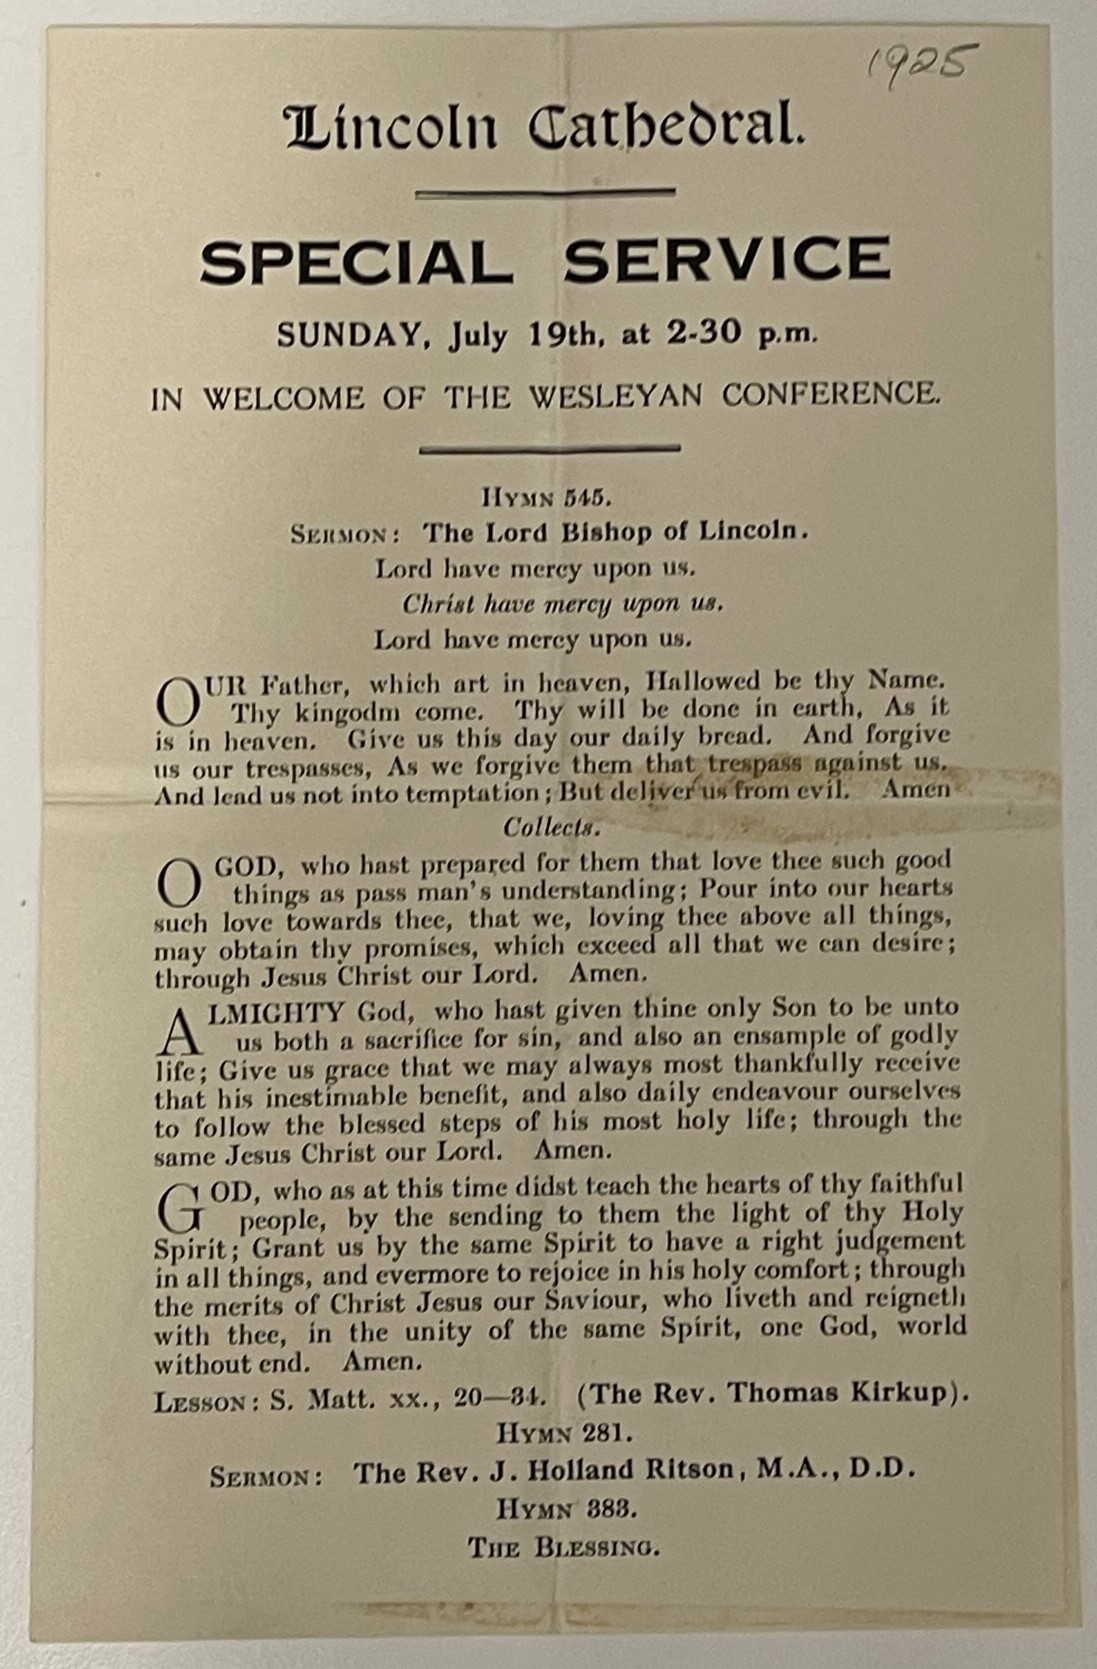 1925
Lincoln Cathedral.
SPECIAL SERVICE
SUNDAY, July 19th, at 2-30 p.m.
IN WELCOME OF THE WESLEYAN CONFERENCE.
HYMN 545.
SERMON: The Lord Bishop of Lincoln.
Lord have mercy upon us.
Christ have mercy upon us.
Lord have mercy upon us.
OUR Father, which art in heaven, Hallowed be thy Name.
Thy kingodm come. Thy will be done in earth, As it
is in heaven. Give us this day our daily bread. And forgive
us our trespasses, As we forgive them that trespass against us.
And lead us not into temptation; But deliver us from evil. Amen
Collects.
O GOD, who hast prepared for them that love thee such good
things as pass man's understanding; Pour into our hearts
such love towards thee, that we, loving thee above all things,
may obtain thy promises, which exceed all that we can desire;
through Jesus Christ our Lord. Amen.
ALMIGHTY God, who hast given thine only Son to be unto
us both a sacrifice for sin, and also an ensample of godly
life; Give us grace that we may always most thankfully receive
that his inestimable benefit, and also daily endeavour ourselves
to follow the blessed steps of his most holy life; through the
same Jesus Christ our Lord. Amen.
GOD, who as at this time didst teach the hearts of thy faithful
people, by the sending to them the light of thy Holy
Spirit; Grant us by the same Spirit to have a right judgement
in all things, and evermore to rejoice in his holy comfort; through
the merits of Christ Jesus our Saviour, who liveth and reigneth
with thee, in the unity of the same Spirit, one God, world
without end. Amen.
LESSON: S. Matt. xx., 20—34. (The Rev. Thomas Kirkup).
HYMN 281.
SERMON: The Rev. J. Holland Ritson, M.A., D.D.
HYMN 383.
THE BLESSING.